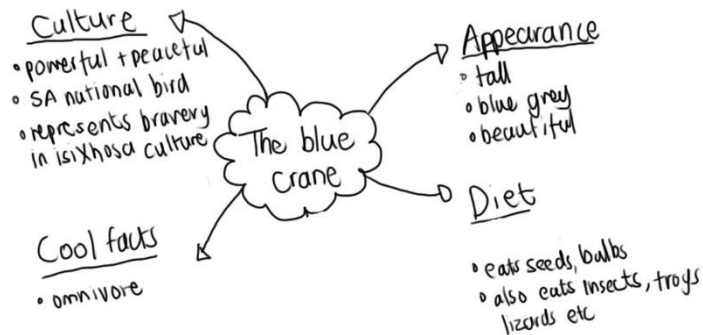 Culture
• powerful + peaceful
• SA national bird
• represents bravery
in isiXhosa culture
Appearance
• tall
• blue grey
• beautiful
The blue
crane
Cool facts
• omnivore
Diet
• eats seeds, bulbs
• also eats insects, frogs
lizards etc